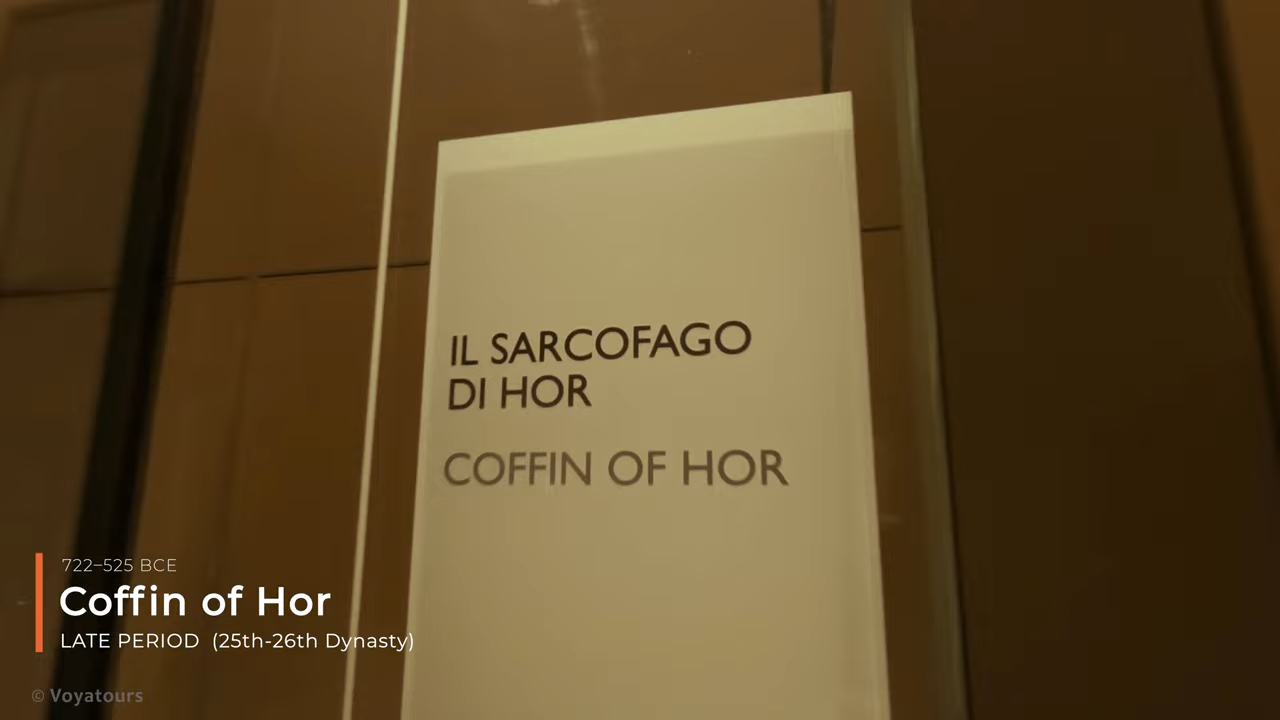 IL SARCOFAGO
DI HOR
COFFIN OF HOR
722–525 BCE
Coffin of Hor
LATE PERIOD (25th-26th Dynasty)
© Voyatours